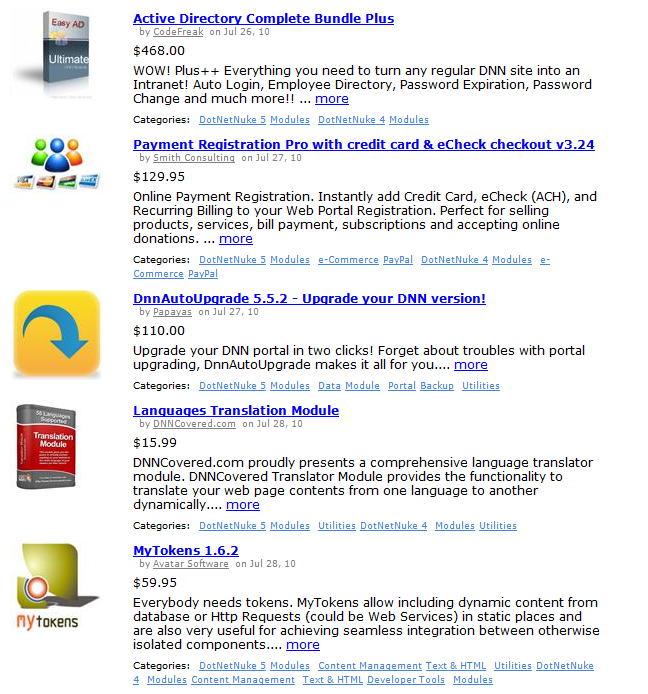 Easy AD
Ultimate
Active Directory Complete Bundle Plus
by CodeFreak on Jul 26, 10
$468.00
WOW! Plus++ Everything you need to turn any regular DNN site into an
Intranet! Auto Login, Employee Directory, Password Expiration, Password
Change and much more!! ... more
Categories: DotNetNuke 5 Modules DotNetNuke 4 Modules
VISA
AMEX
Payment Registration Pro with credit card & eCheck checkout v3.24
by Smith Consulting on Jul 27, 10
$129.95
Online Payment Registration. Instantly add Credit Card, eCheck (ACH), and
Recurring Billing to your Web Portal Registration. Perfect for selling
products, services, bill payment, subscriptions and accepting online
donations. ... more
Categories: DotNetNuke 5 Modules e-Commerce PayPal DotNetNuke 4 Modules e-
Commerce PayPal
DnnAutoUpgrade 5.5.2 - Upgrade your DNN version!
by Papayas on Jul 27, 10
$110.00
Upgrade your DNN portal in two clicks! Forget about troubles with portal
upgrading, DnnAutoUpgrade makes it all for you.... more
Categories: DotNetNuke 5 Modules Data Module Portal Backup Utilities
56 Languages
Supported
Translation
Module
Languages Translation Module
by DNNCovered.com on Jul 28, 10
$15.99
DNNCovered.com proudly presents a comprehensive language translator
module. DNNCovered Translator Module provides the functionality to
translate your web page contents from one language to another
dynamically.... more
Categories: DotNetNuke 5 Modules Utilities DotNetNuke 4 Modules Utilities
my tokens
MyTokens 1.6.2
by Avatar Software on Jul 28, 10
$59.95
Everybody needs tokens. MyTokens allow including dynamic content from
database or Http Requests (could be Web Services) in static places and
are also very useful for achieving seamless integration between otherwise
isolated components.... more
Categories: DotNetNuke 5 Modules Content Management Text & HTML Utilities DotNetNuke
4 Modules Content Management Text & HTML Developer Tools Modules